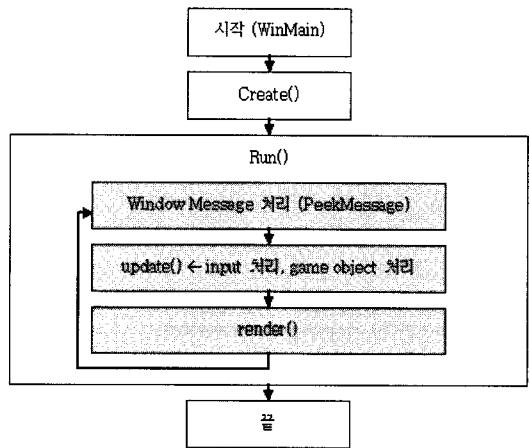 시작 (WinMain)
Create()
Run()
Window Message 처리 (PeekMessage)
update() ← input 처리, game object 처리
render()
끝